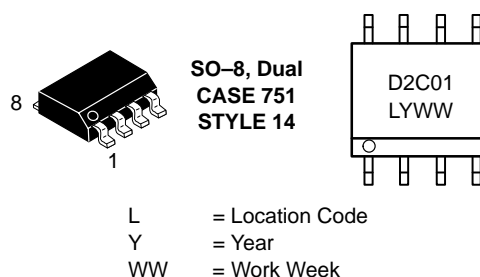 SO–8, Dual
CASE 751
STYLE 14
8
1
D2C01
LYWW
L = Location Code
Y = Year
WW = Work Week